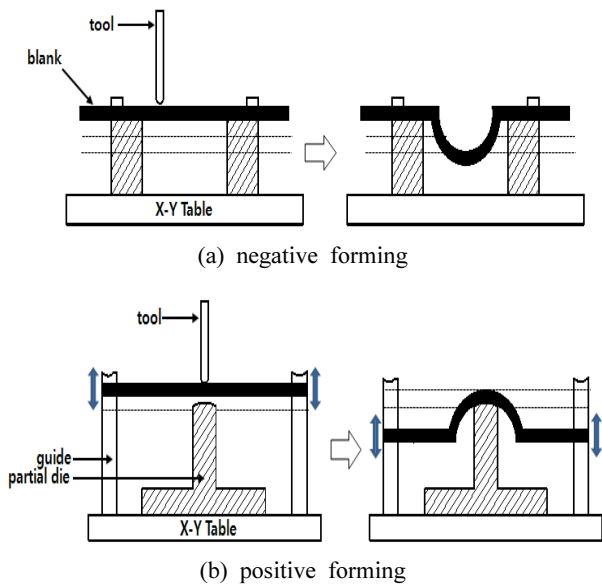 tool
blank
X-Y Table
(a) negative forming
tool
guide
partial die
X-Y Table
(b) positive forming